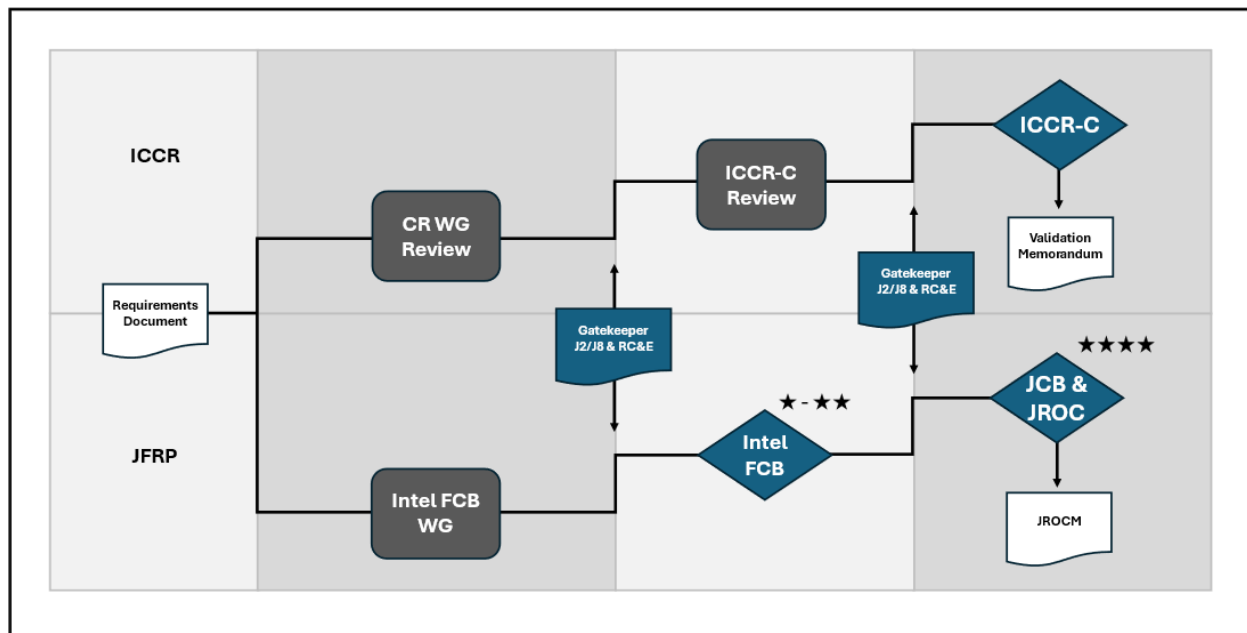 ICCR
CR WG
Review
ICCR-C
Review
ICCR-C
Validation
Memorandum
Gatekeeper
J2/J8 & RC&E
Requirements
Document
Gatekeeper
J2/J8 & RC&E
JFRP
Intel FCB
WG
★ - ★★
Intel
FCB
★★★★
JCB &
JROC
JROCM